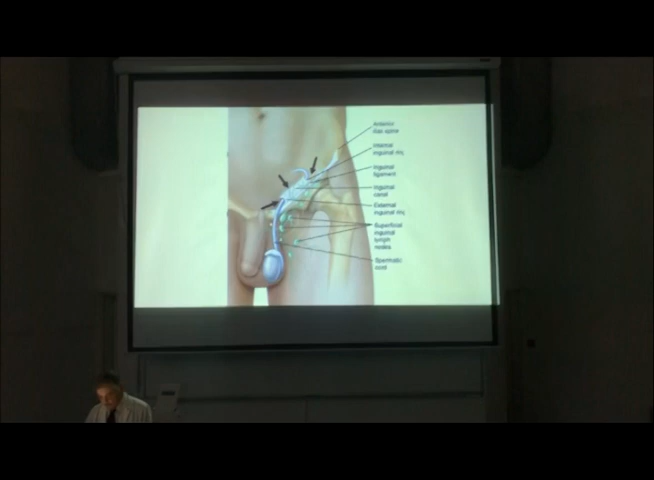 Anterior
iliac spine
Internal
inguinal ring
Inguinal
ligament
Inguinal
canal
External
inguinal ring
Superficial
inguinal
lymph
nodes
Spermatic
cord